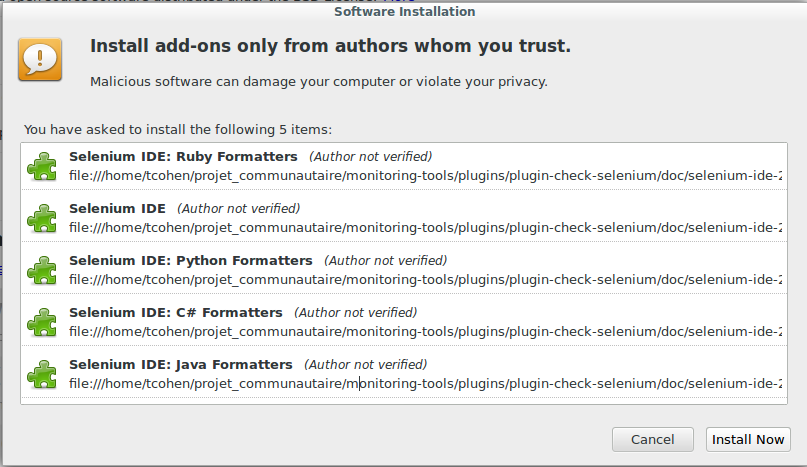 Software Installation
Install add-ons only from authors whom you trust.
Malicious software can damage your computer or violate your privacy.
You have asked to install the following 5 items:
Selenium IDE: Ruby Formatters (Author not verified)
file:///home/tcohen/projet_communautaire/monitoring-tools/plugins/plugin-check-selenium/doc/selenium-ide-2
Selenium IDE (Author not verified)
file:///home/tcohen/projet_communautaire/monitoring-tools/plugins/plugin-check-selenium/doc/selenium-ide-2
Selenium IDE: Python Formatters (Author not verified)
file:///home/tcohen/projet_communautaire/monitoring-tools/plugins/plugin-check-selenium/doc/selenium-ide-2
Selenium IDE: C# Formatters (Author not verified)
file:///home/tcohen/projet_communautaire/monitoring-tools/plugins/plugin-check-selenium/doc/selenium-ide-2
Selenium IDE: Java Formatters (Author not verified)
file:///home/tcohen/projet_communautaire/monitoring-tools/plugins/plugin-check-selenium/doc/selenium-ide-2
Cancel Install Now